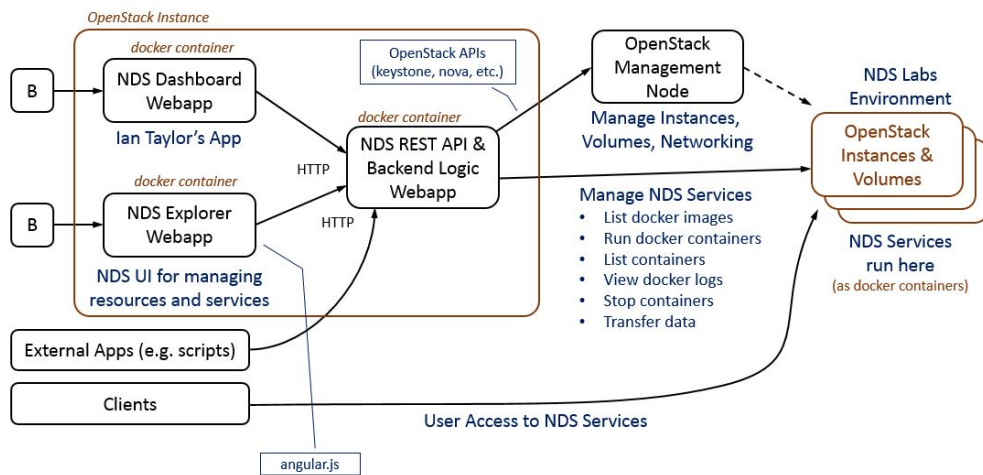 OpenStack Instance
docker container
B
NDS Dashboard
Webapp
Ian Taylor's App
HTTP
docker container
B
NDS Explorer
Webapp
NDS UI for managing
resources and services
HTTP
docker container
NDS REST API &
Backend Logic
Webapp
OpenStack APIs
(keystone, nova, etc.)
OpenStack
Management
Node
Manage Instances,
Volumes, Networking
NDS Labs
Environment
OpenStack
Instances &
Volumes
NDS Services
run here
(as docker containers)
Manage NDS Services
• List docker images
• Run docker containers
• List containers
• View docker logs
• Stop containers
• Transfer data
External Apps (e.g. scripts)
Clients
User Access to NDS Services
angular.js